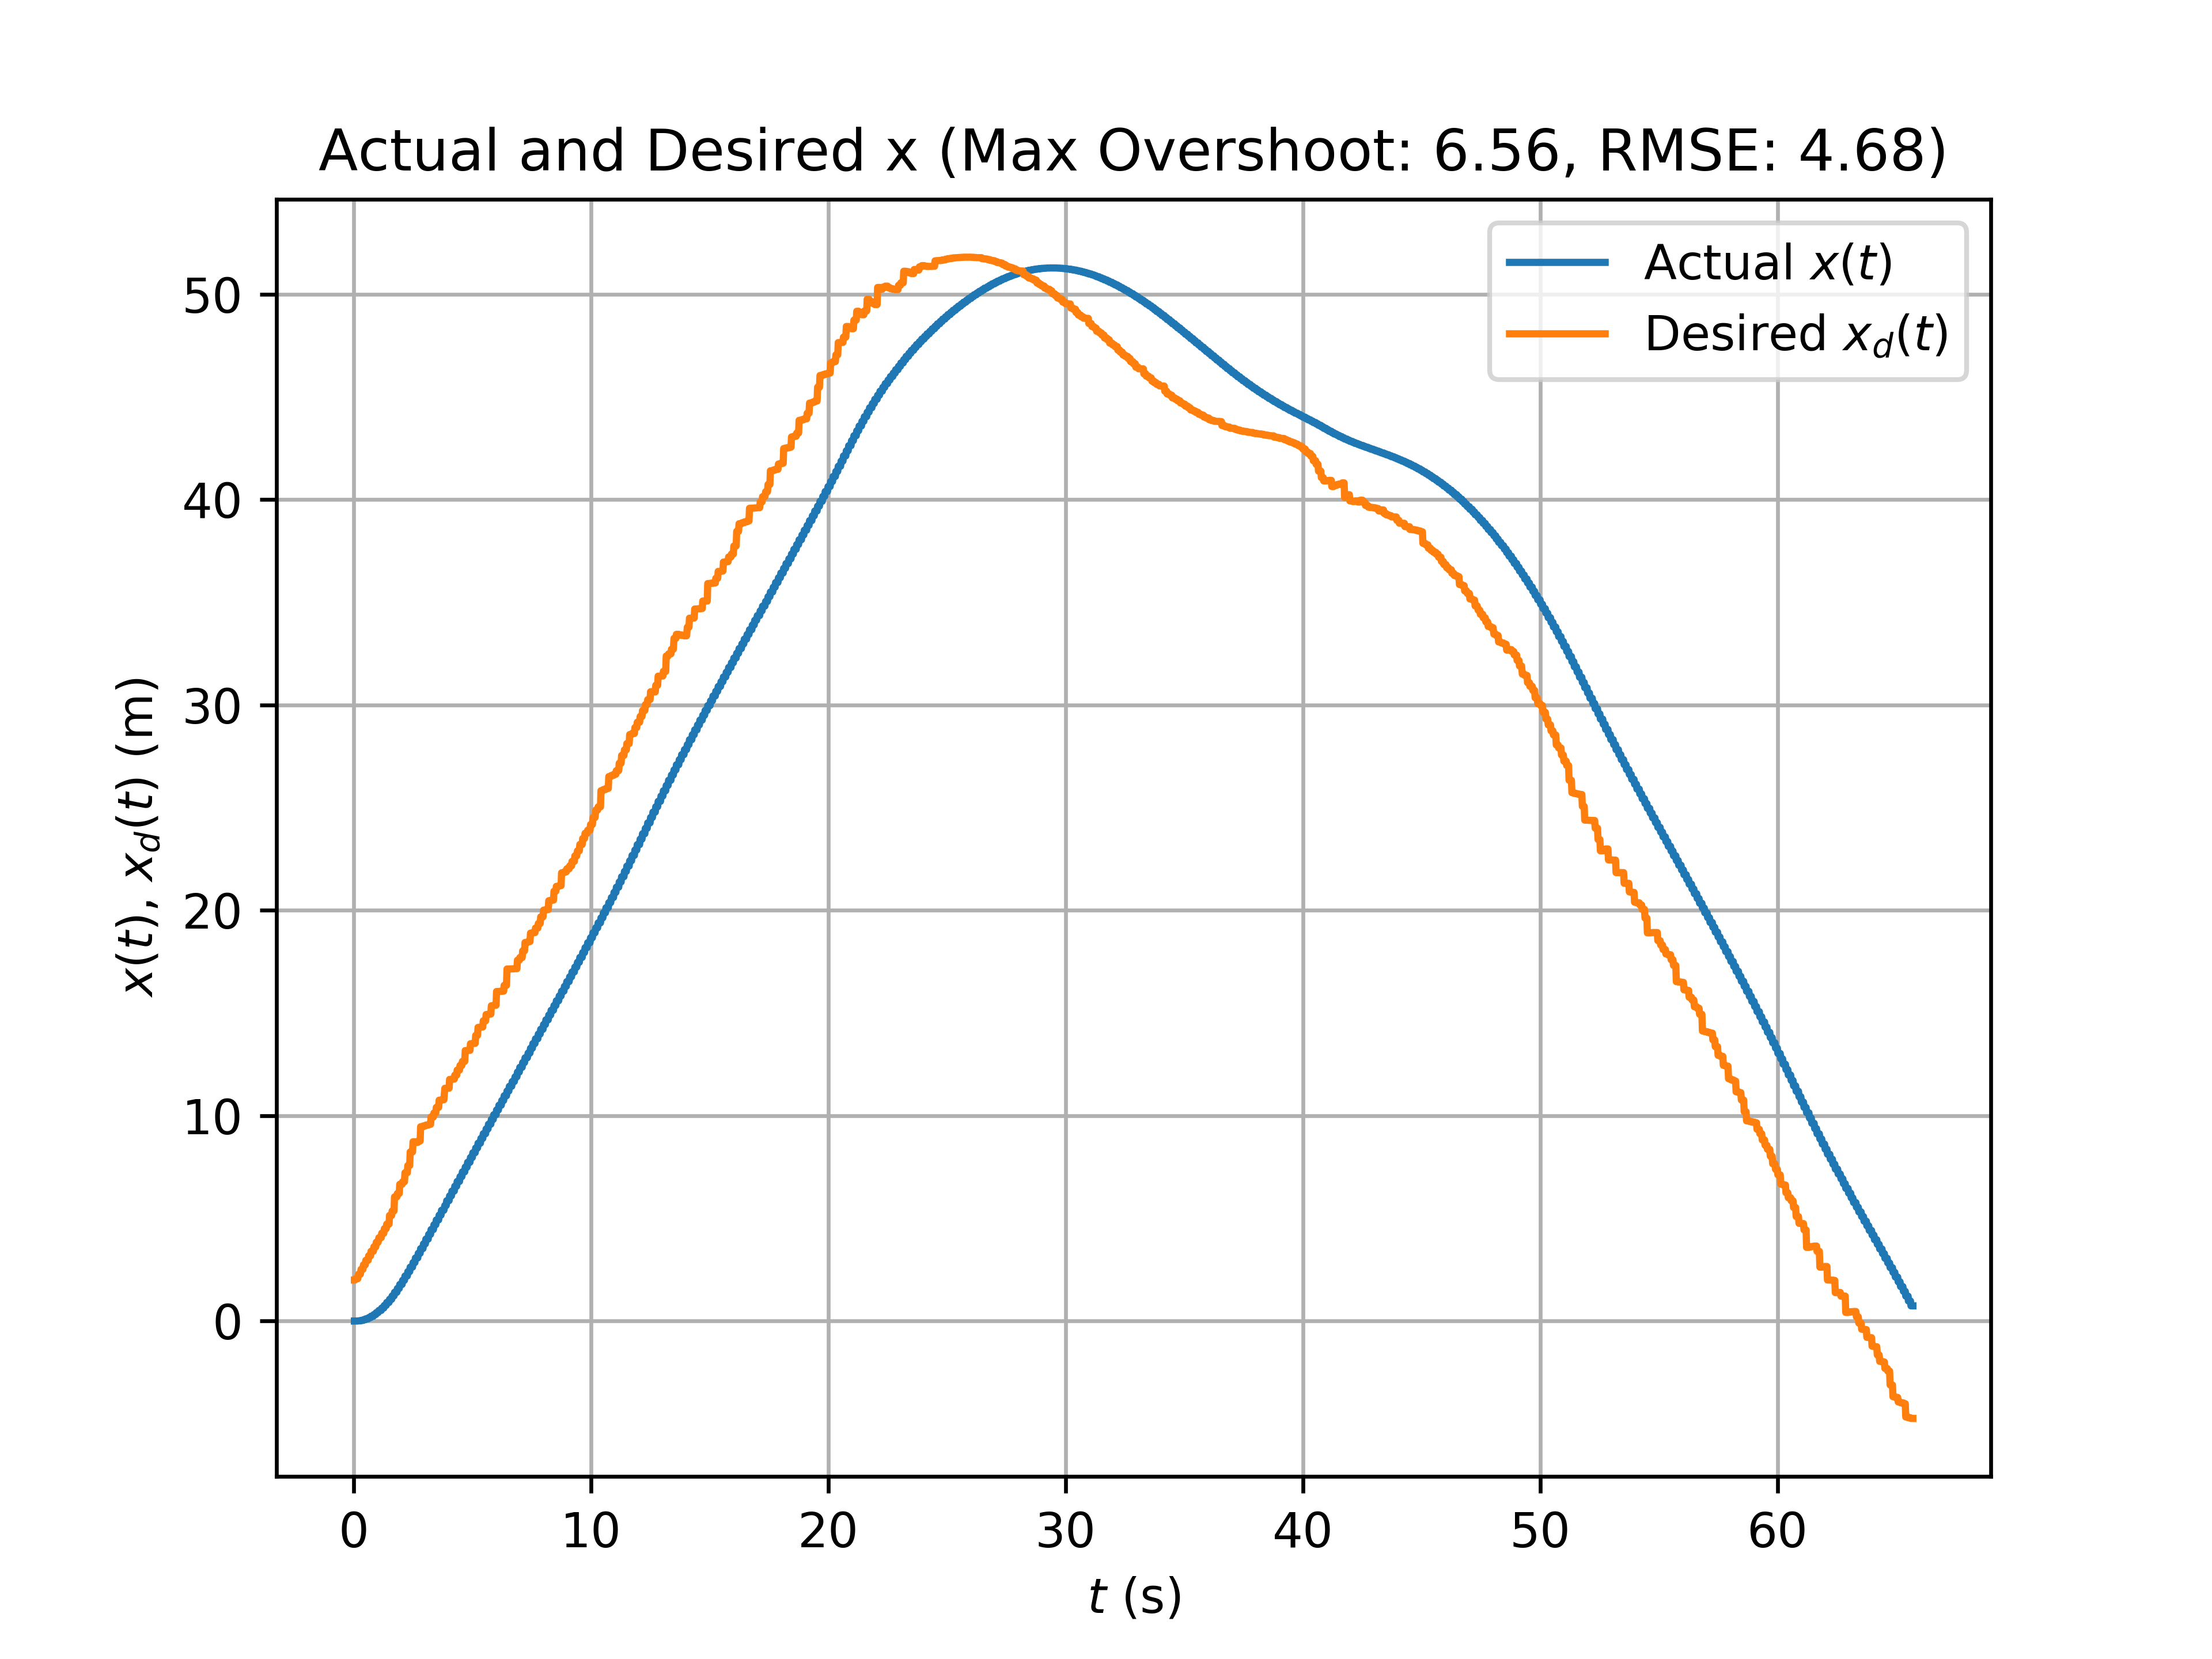 Actual and Desired x (Max Overshoot: 6.56, RMSE: 4.68)
Actual x(t)
Desired x_d(t)
x(t), x_d(t) (m)
50
40
30
20
10
0
0 10 20 30 40 50 60
t (s)